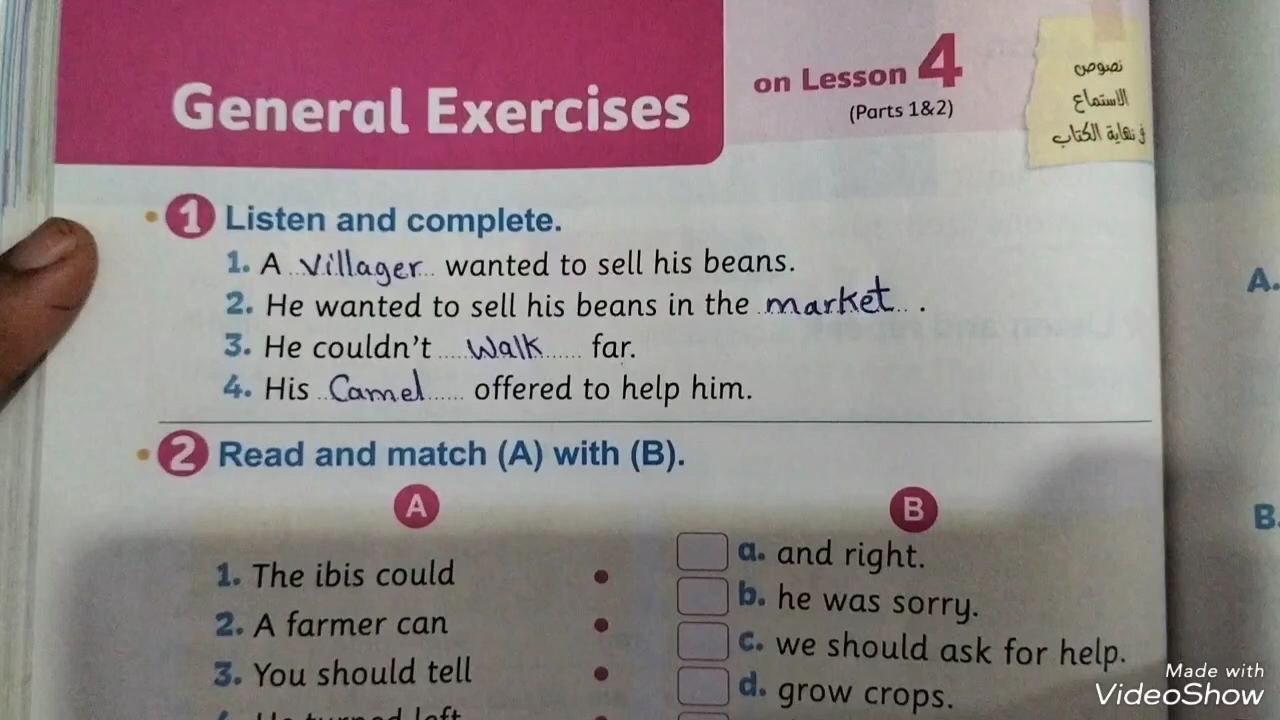 General Exercises
on Lesson 4
(Parts 1&2)
نصوص
الاستماع
في نهاية الكتاب
1 Listen and complete.
1. A Villager wanted to sell his beans.
2. He wanted to sell his beans in the market .
3. He couldn't Walk far.
4. His Camel offered to help him.
2 Read and match (A) with (B).
A
B
1. The ibis could
a. and right.
2. A farmer can
b. he was sorry.
3. You should tell
c. we should ask for help.
d. grow crops.
4. He turned left
A.
B.
Made with
VideoShow